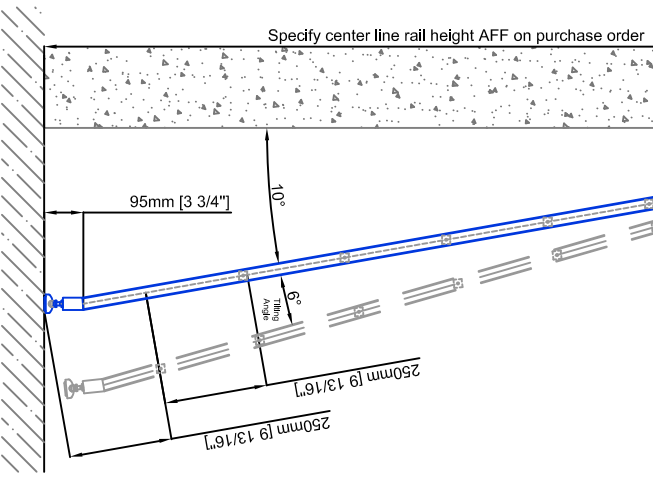 Specify center line rail height AFF on purchase order
95mm [3 3/4"]
10°
6°
Tilting
Angle
250mm [9 13/16"]
250mm [9 13/16"]